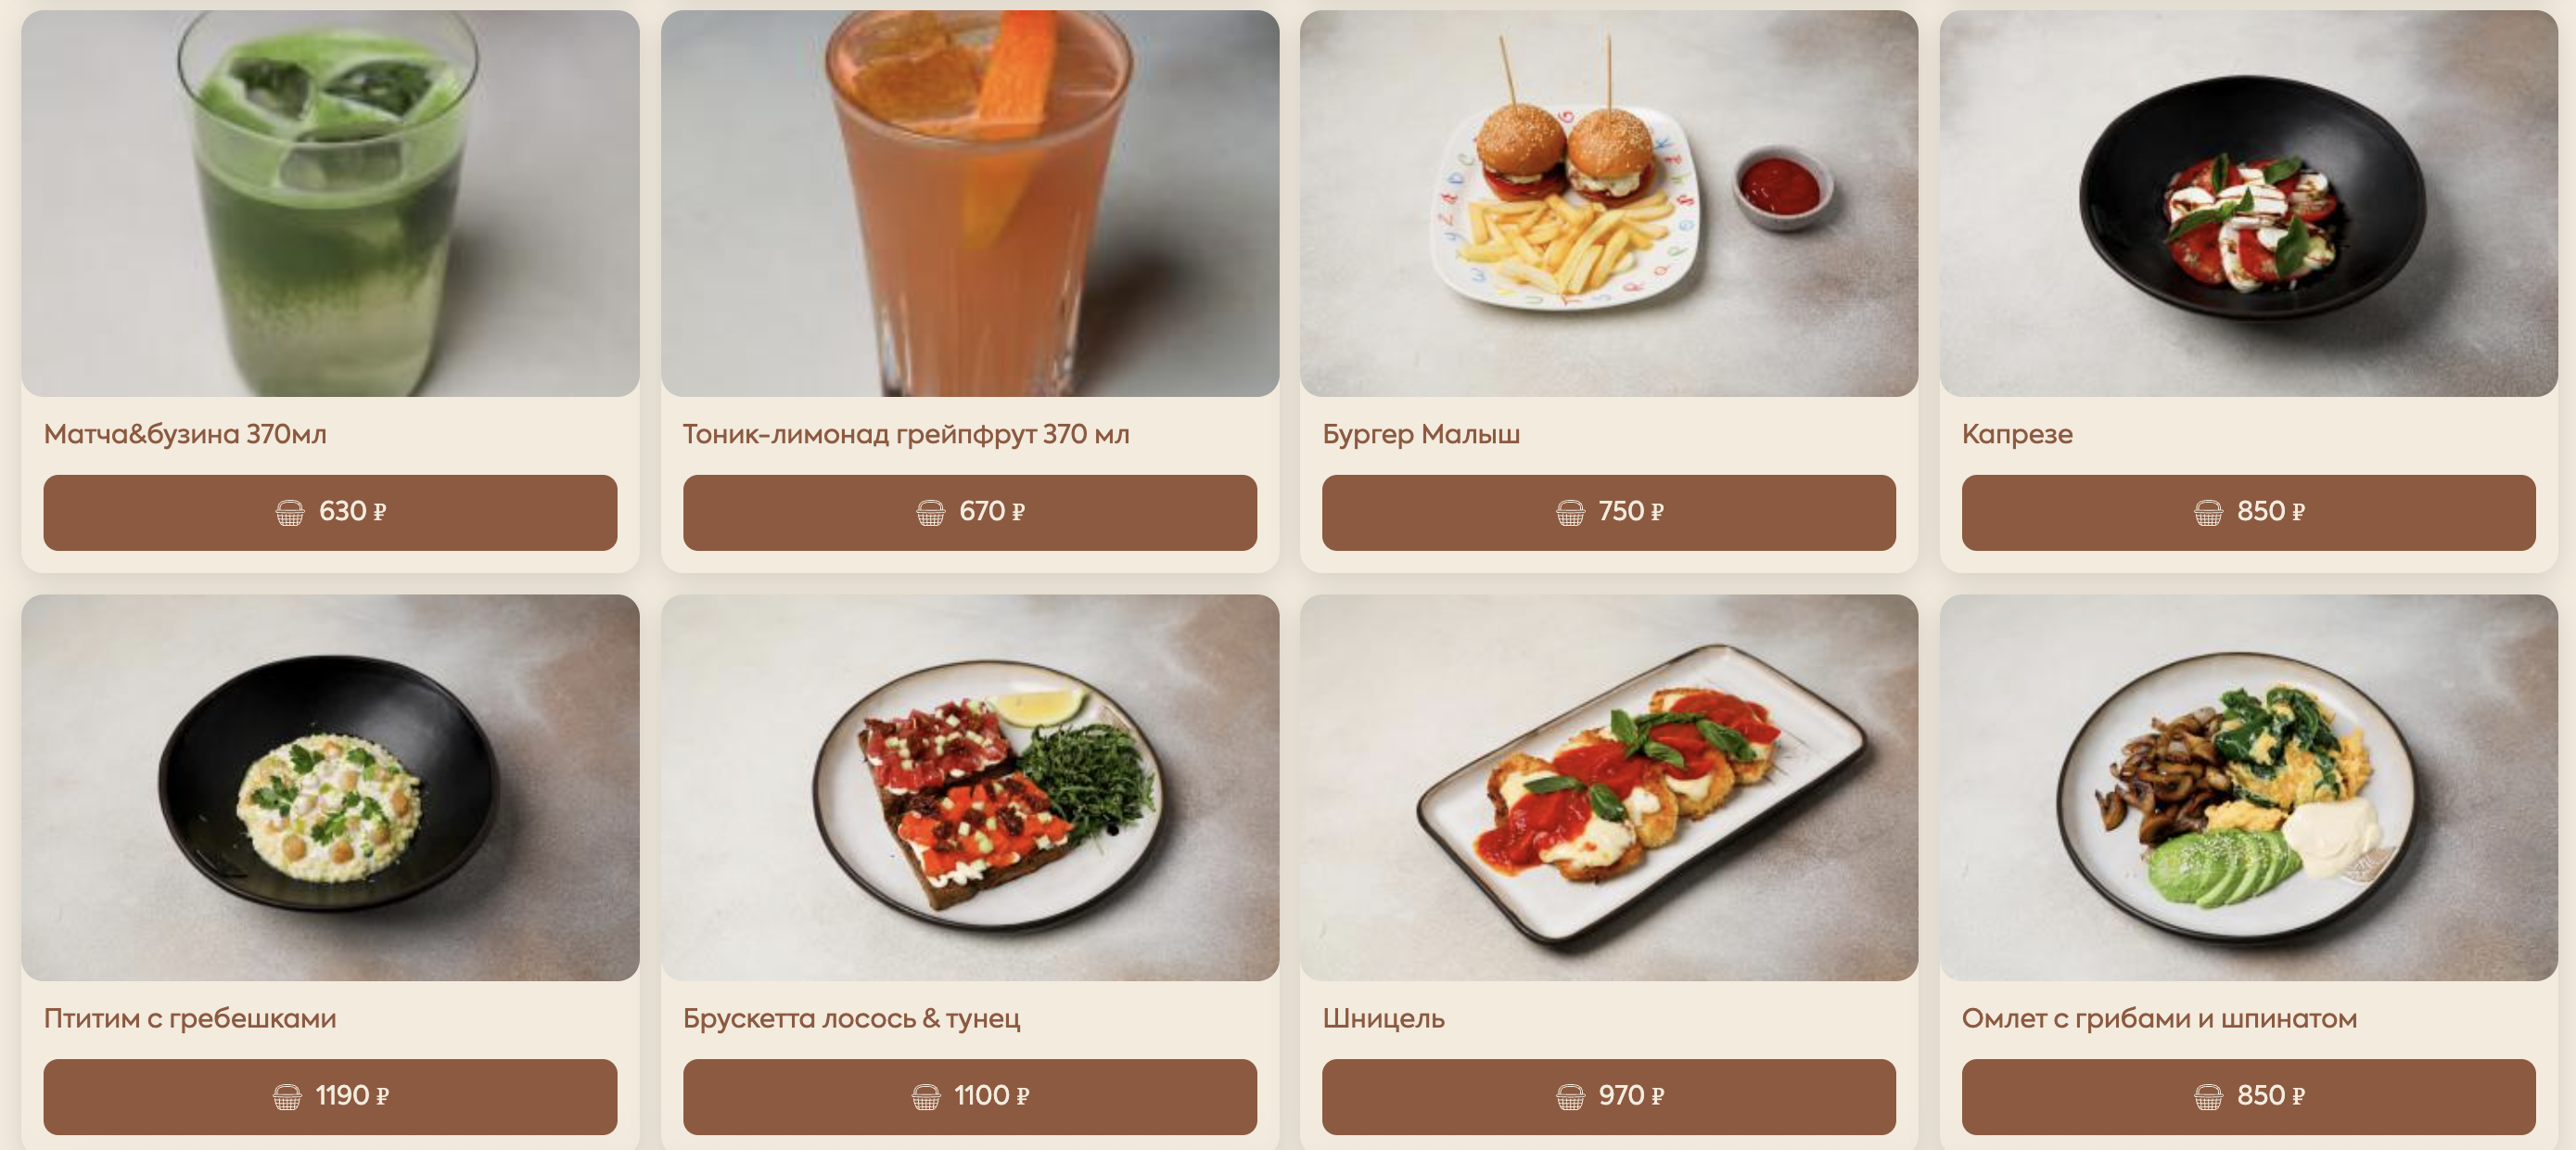 Матча&бузина 370мл
Тоник-лимонад грейпфрут 370 мл
Бургер Малыш
Капрезе
630 ₽
670 ₽
750 ₽
850 ₽
Птитим с гребешками
Брускетта лосось & тунец
Шницель
Омлет с грибами и шпинатом
1190 ₽
1100 ₽
970 ₽
850 ₽